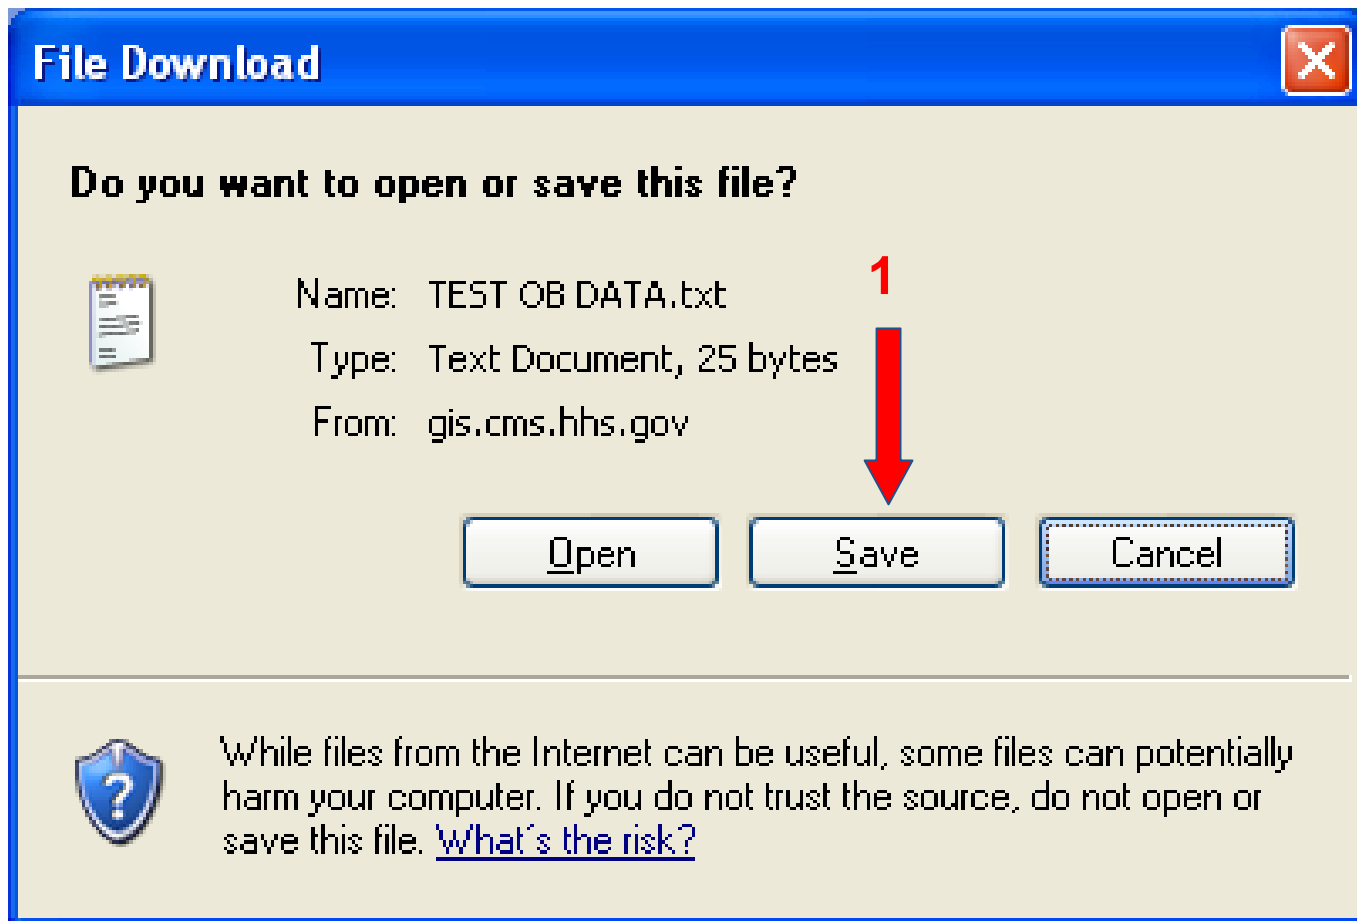 File Download
Do you want to open or save this file?
Name: TEST OB DATA.txt
1
Type: Text Document, 25 bytes
From: gis.cms.hhs.gov
Open Save Cancel
While files from the Internet can be useful, some files can potentially
harm your computer. If you do not trust the source, do not open or
save this file. What's the risk?